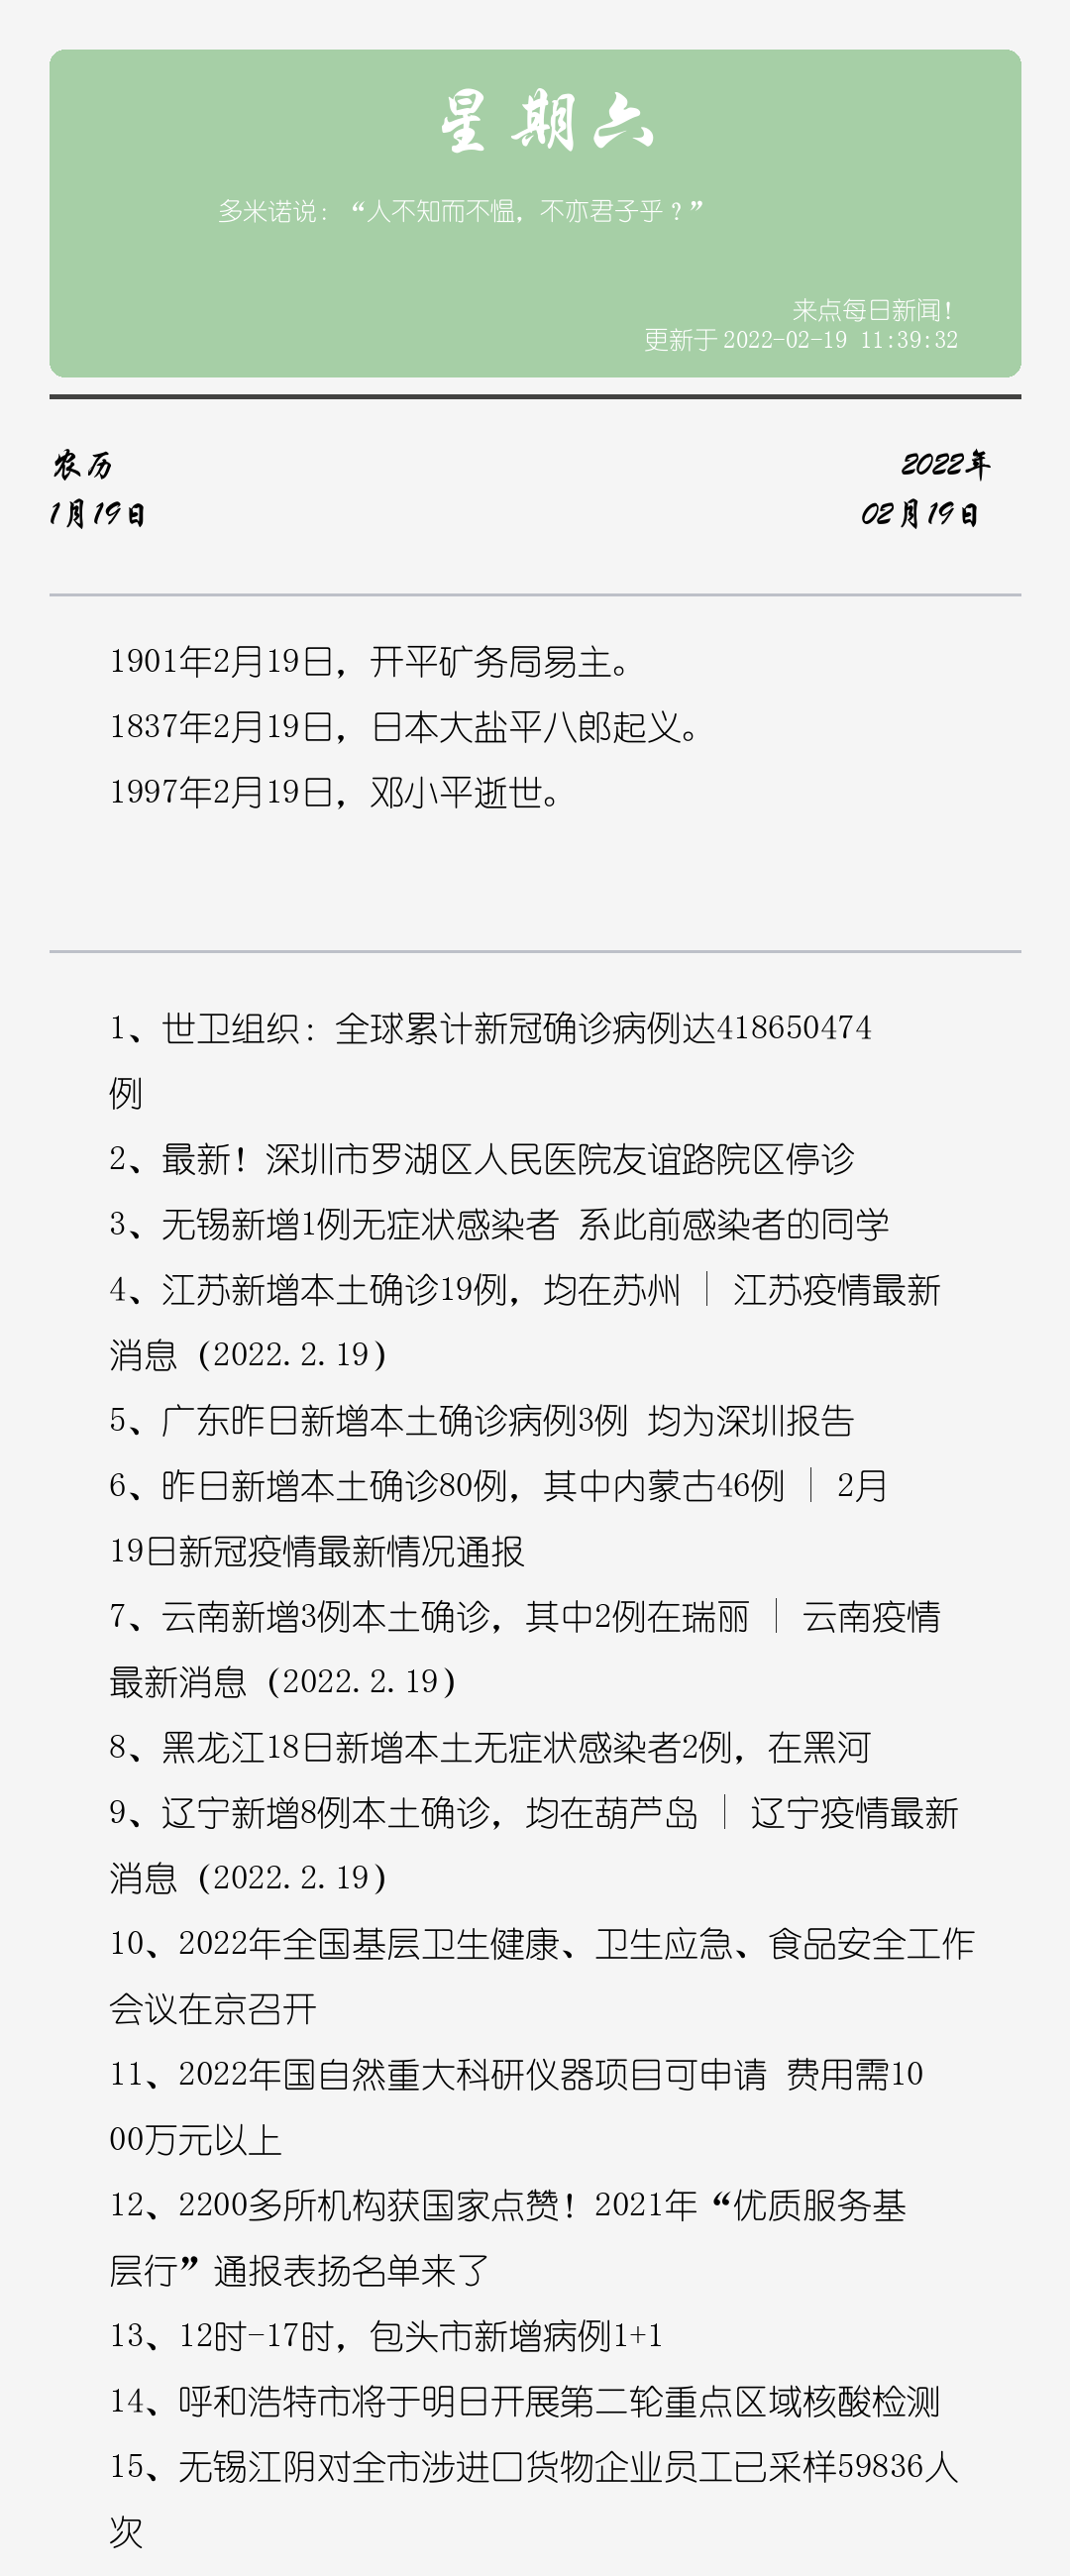 星期六
多米诺说：“人不知而不愠，不亦君子乎？”
来点每日新闻！
更新于 2022-02-19 11:39:32
农历
2022年
1月19日
02月19日
1901年2月19日，开平矿务局易主。
1837年2月19日，日本大盐平八郎起义。
1997年2月19日，邓小平逝世。
1、世卫组织：全球累计新冠确诊病例达418650474
例
2、最新！深圳市罗湖区人民医院友谊路院区停诊
3、无锡新增1例无症状感染者 系此前感染者的同学
4、江苏新增本土确诊19例，均在苏州｜江苏疫情最新
消息（2022.2.19）
5、广东昨日新增本土确诊病例3例 均为深圳报告
6、昨日新增本土确诊80例，其中内蒙古46例｜2月
19日新冠疫情最新情况通报
7、云南新增3例本土确诊，其中2例在瑞丽｜云南疫情
最新消息（2022.2.19）
8、黑龙江18日新增本土无症状感染者2例，在黑河
9、辽宁新增8例本土确诊，均在葫芦岛｜辽宁疫情最新
消息（2022.2.19）
10、2022年全国基层卫生健康、卫生应急、食品安全工作
会议在京召开
11、2022年国自然重大科研仪器项目可申请 费用需10
00万元以上
12、2200多所机构获国家点赞！2021年“优质服务基
层行”通报表扬名单来了
13、12时-17时，包头市新增病例1+1
14、呼和浩特市将于明日开展第二轮重点区域核酸检测
15、无锡江阴对全市涉进口货物企业员工已采样59836人
次